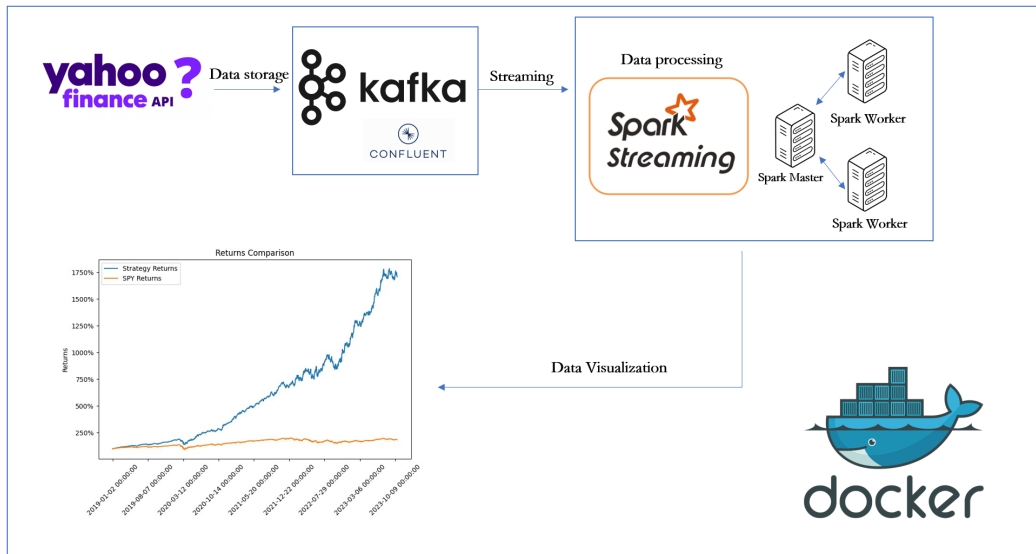 yahoo ?
finance API
Data storage
kafka
CONFLUENT
Streaming
Data processing
Spark
Streaming
Spark Master
Spark Worker
Spark Worker
Returns Comparison
Strategy Returns
SPY Returns
Returns
1750%
1500%
1250%
1000%
750%
500%
250%
2019-01-02 00:00:00
2019-08-07 00:00:00
2020-03-12 00:00:00
2020-10-14 00:00:00
2021-05-20 00:00:00
2021-12-22 00:00:00
2022-07-29 00:00:00
2023-03-06 00:00:00
2023-10-09 00:00:00
Data Visualization
docker